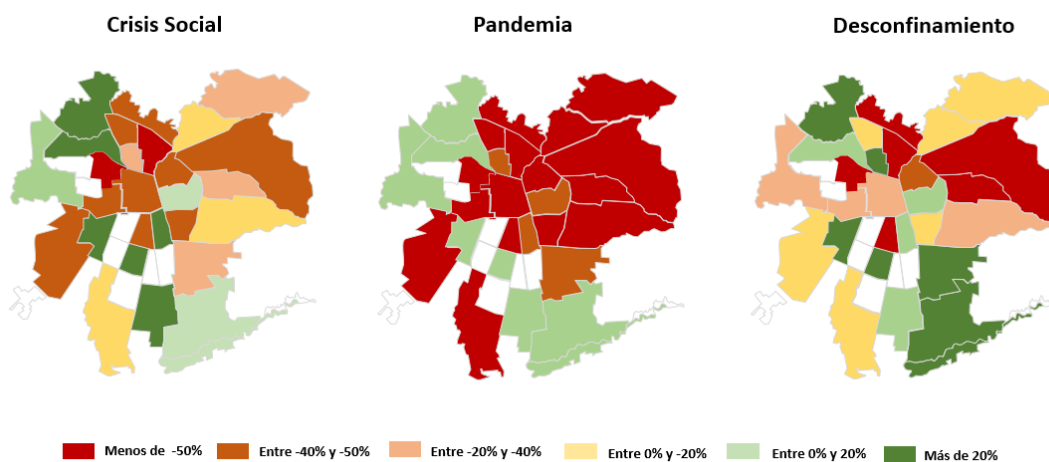 Crisis Social
Pandemia
Desconfinamiento
Menos de -50%
Entre -40% y -50%
Entre -20% y -40%
Entre 0% y -20%
Entre 0% y 20%
Más de 20%